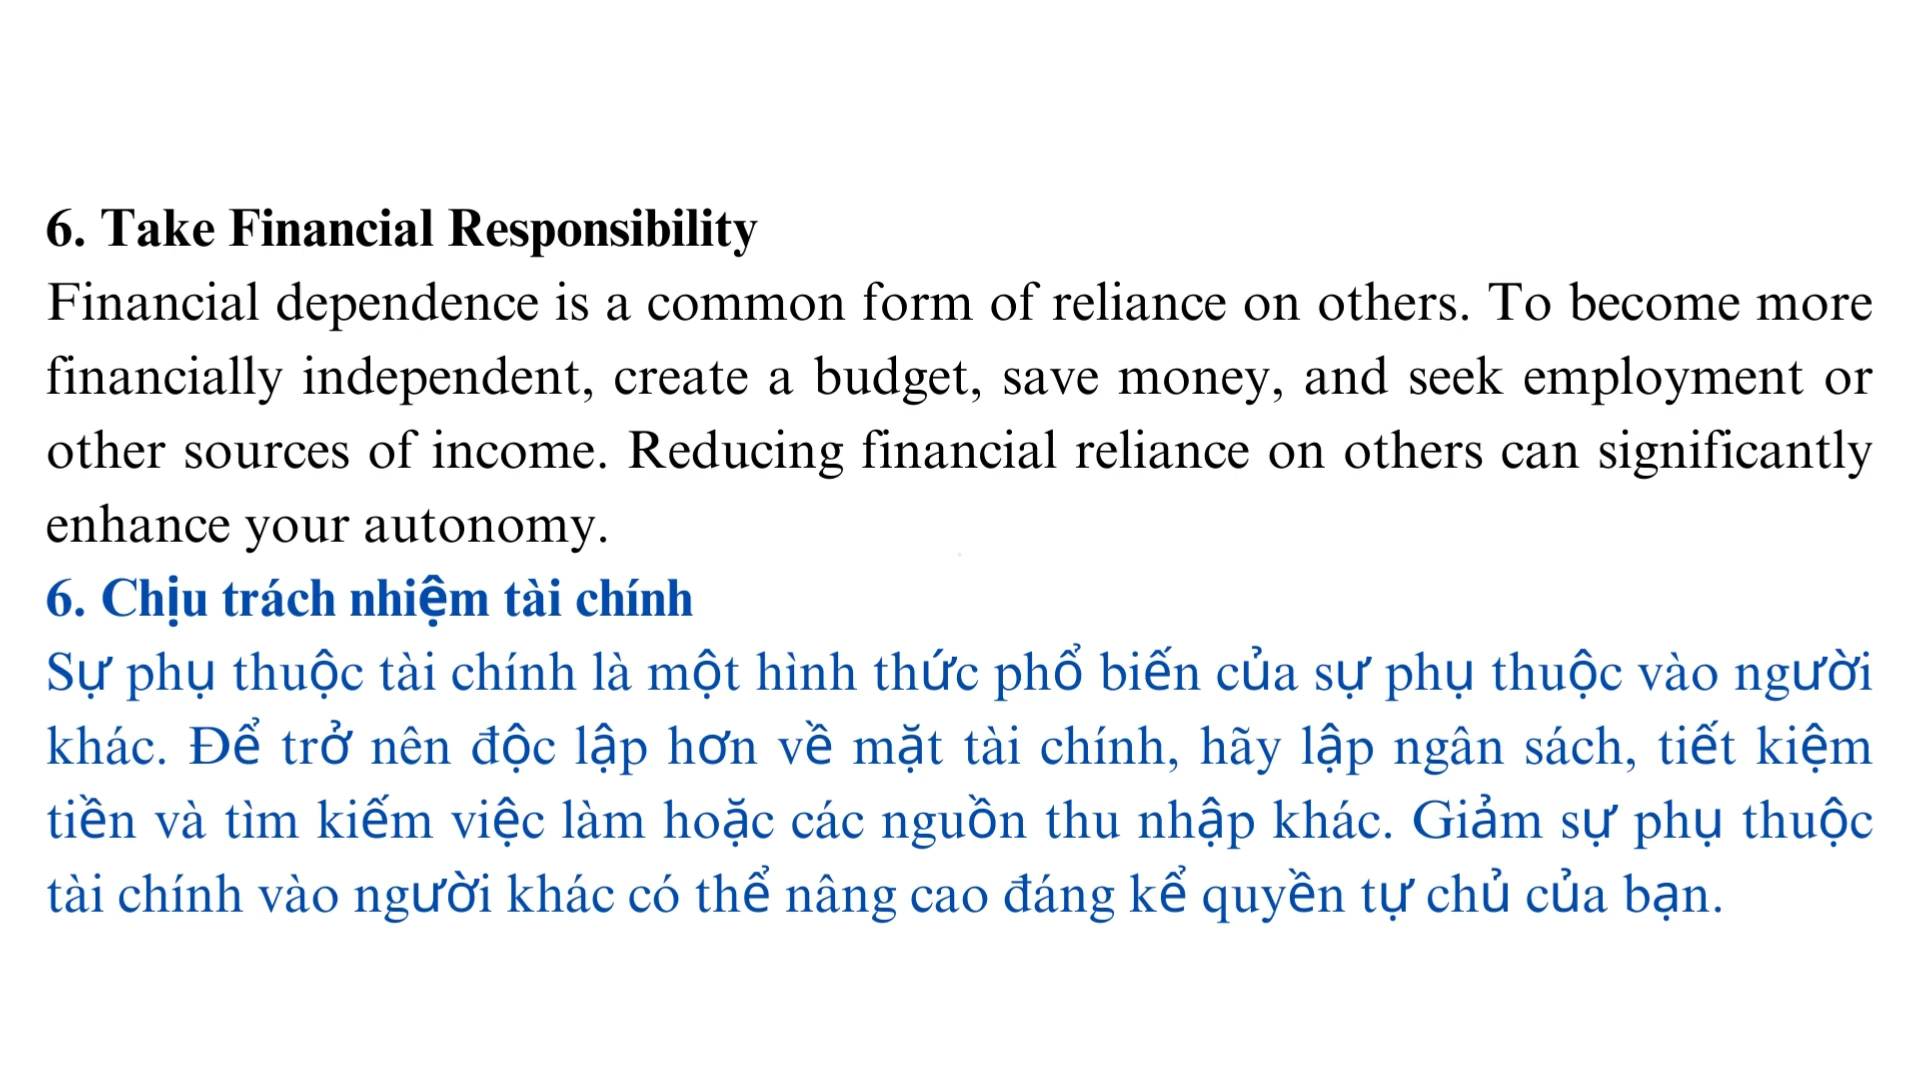 6. Take Financial Responsibility
Financial dependence is a common form of reliance on others. To become more
financially independent, create a budget, save money, and seek employment or
other sources of income. Reducing financial reliance on others can significantly
enhance your autonomy.
6. Chịu trách nhiệm tài chính
Sự phụ thuộc tài chính là một hình thức phổ biến của sự phụ thuộc vào người
khác. Để trở nên độc lập hơn về mặt tài chính, hãy lập ngân sách, tiết kiệm
tiền và tìm kiếm việc làm hoặc các nguồn thu nhập khác. Giảm sự phụ thuộc
tài chính vào người khác có thể nâng cao đáng kể quyền tự chủ của bạn.